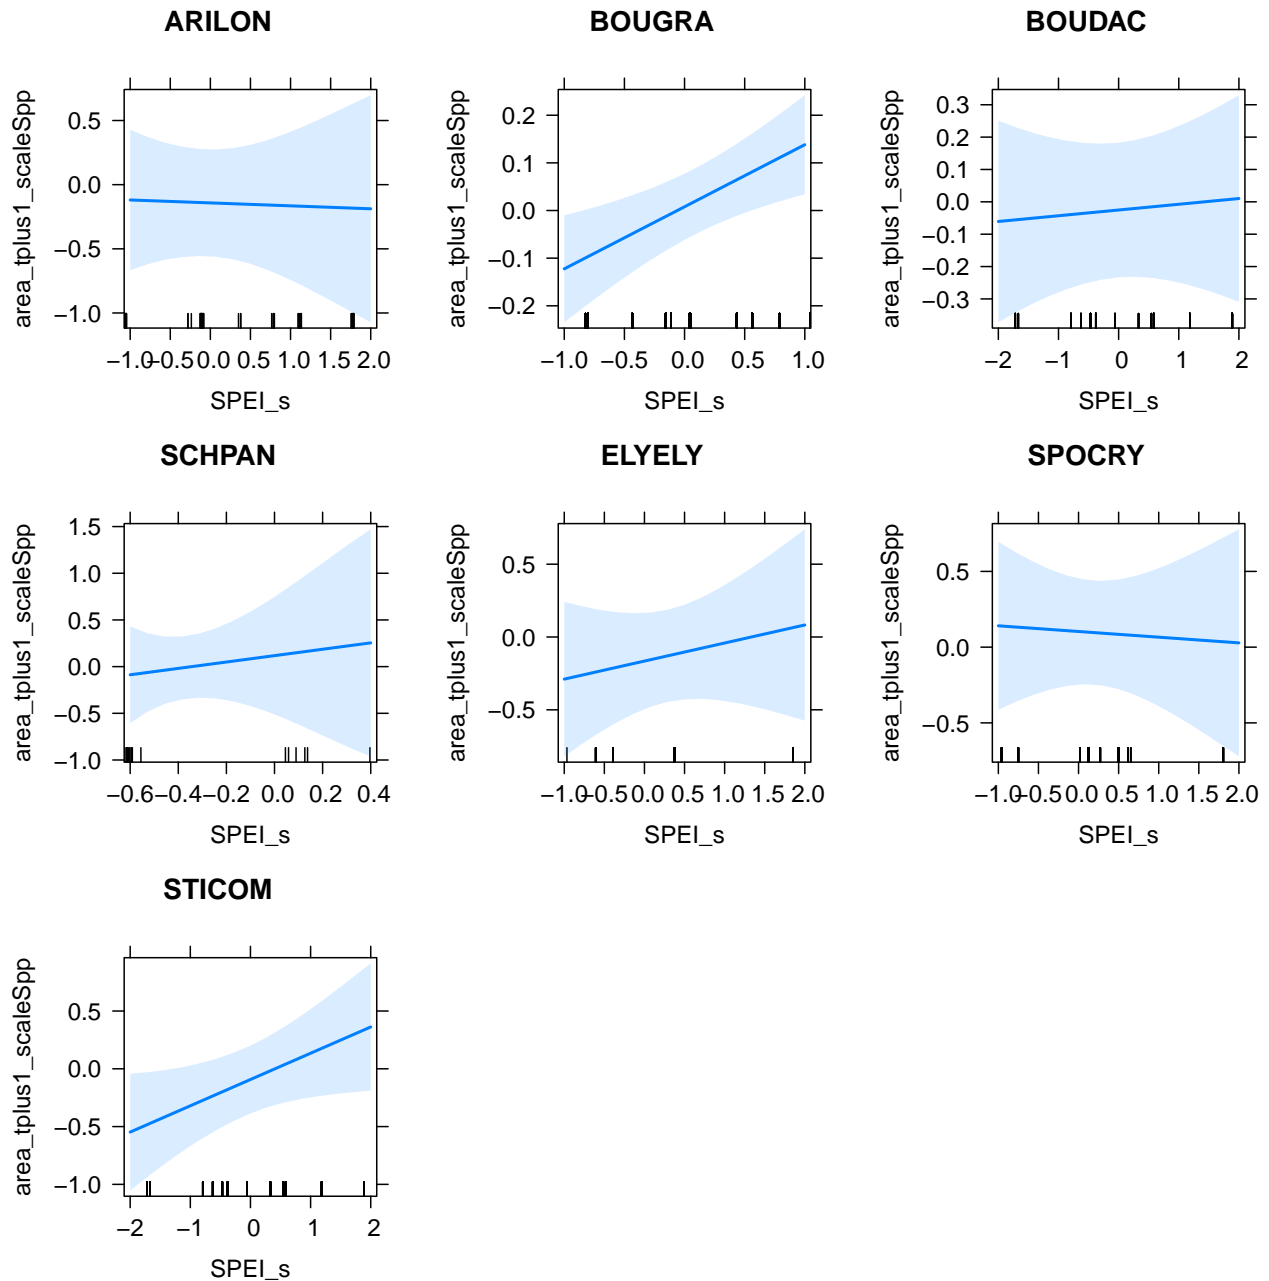 ARILON BOUGRA BOUDAC
area_tplus1_scaleSpp
0.5
0.0
−0.5
−1.0
−1.0 −0.5 0.0 0.5 1.0 1.5 2.0
SPEI_s
area_tplus1_scaleSpp
0.2
0.1
0.0
−0.1
−0.2
−1.0 −0.5 0.0 0.5 1.0
SPEI_s
area_tplus1_scaleSpp
0.3
0.2
0.1
0.0
−0.1
−0.2
−0.3
−2 −1 0 1 2
SPEI_s
SCHPAN ELYELY SPOCRY
area_tplus1_scaleSpp
1.5
1.0
0.5
0.0
−0.5
−1.0
−0.6 −0.4 −0.2 0.0 0.2 0.4
SPEI_s
area_tplus1_scaleSpp
0.5
0.0
−0.5
−1.0 −0.5 0.0 0.5 1.0 1.5 2.0
SPEI_s
area_tplus1_scaleSpp
0.5
0.0
−0.5
−1.0 −0.5 0.0 0.5 1.0 1.5 2.0
SPEI_s
STICOM
area_tplus1_scaleSpp
0.5
0.0
−0.5
−1.0
−2 −1 0 1 2
SPEI_s